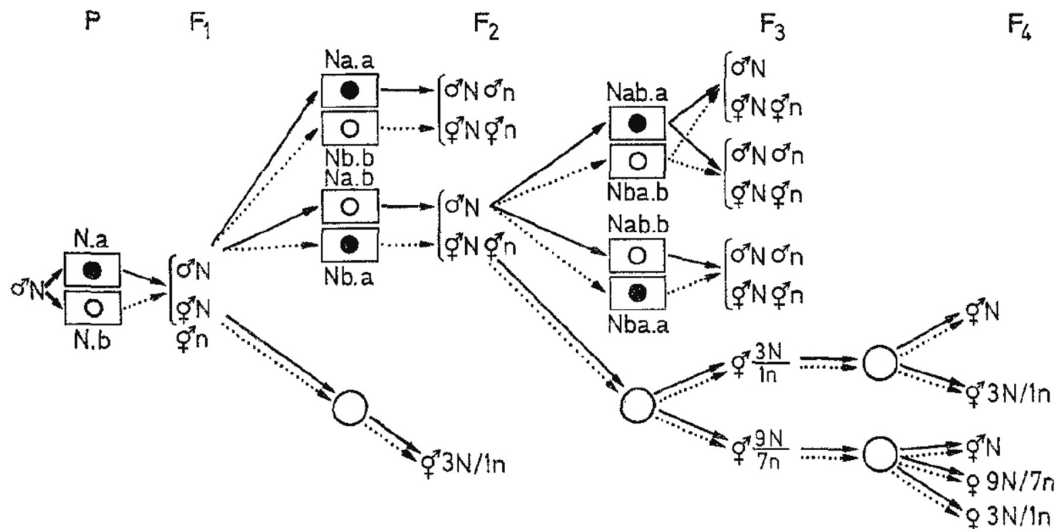 P F₁ F₂ F₃ F₄
Na.a
♂N ♂n
⚥N ⚥n
Nb.b
Na.b
♂N
⚥N ⚥n
Nb.a
N.a
♂N
N.b
♂N
⚥N
⚥n
⚥3N/1n
Nab.a
Nba.b
♂N
⚥N ⚥n
♂N ♂n
⚥N ⚥n
Nab.b
Nba.a
♂N ♂n
⚥N ⚥n
⚥ 3N/1n
⚥ 9N/7n
⚥N
⚥3N/1n
⚥N
♀ 9N/7n
♀ 3N/1n